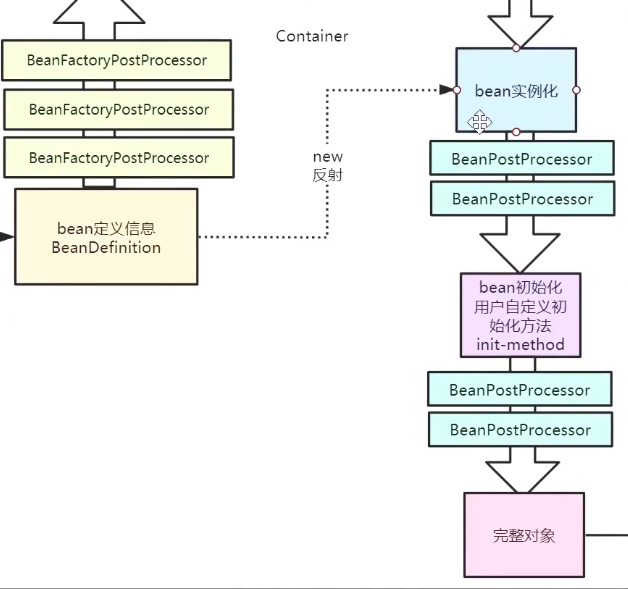 Container
BeanFactoryPostProcessor
BeanFactoryPostProcessor
BeanFactoryPostProcessor
bean定义信息
BeanDefinition
new
反射
bean实例化
BeanPostProcessor
BeanPostProcessor
bean初始化
用户自定义初
始化方法
init-method
BeanPostProcessor
BeanPostProcessor
完整对象